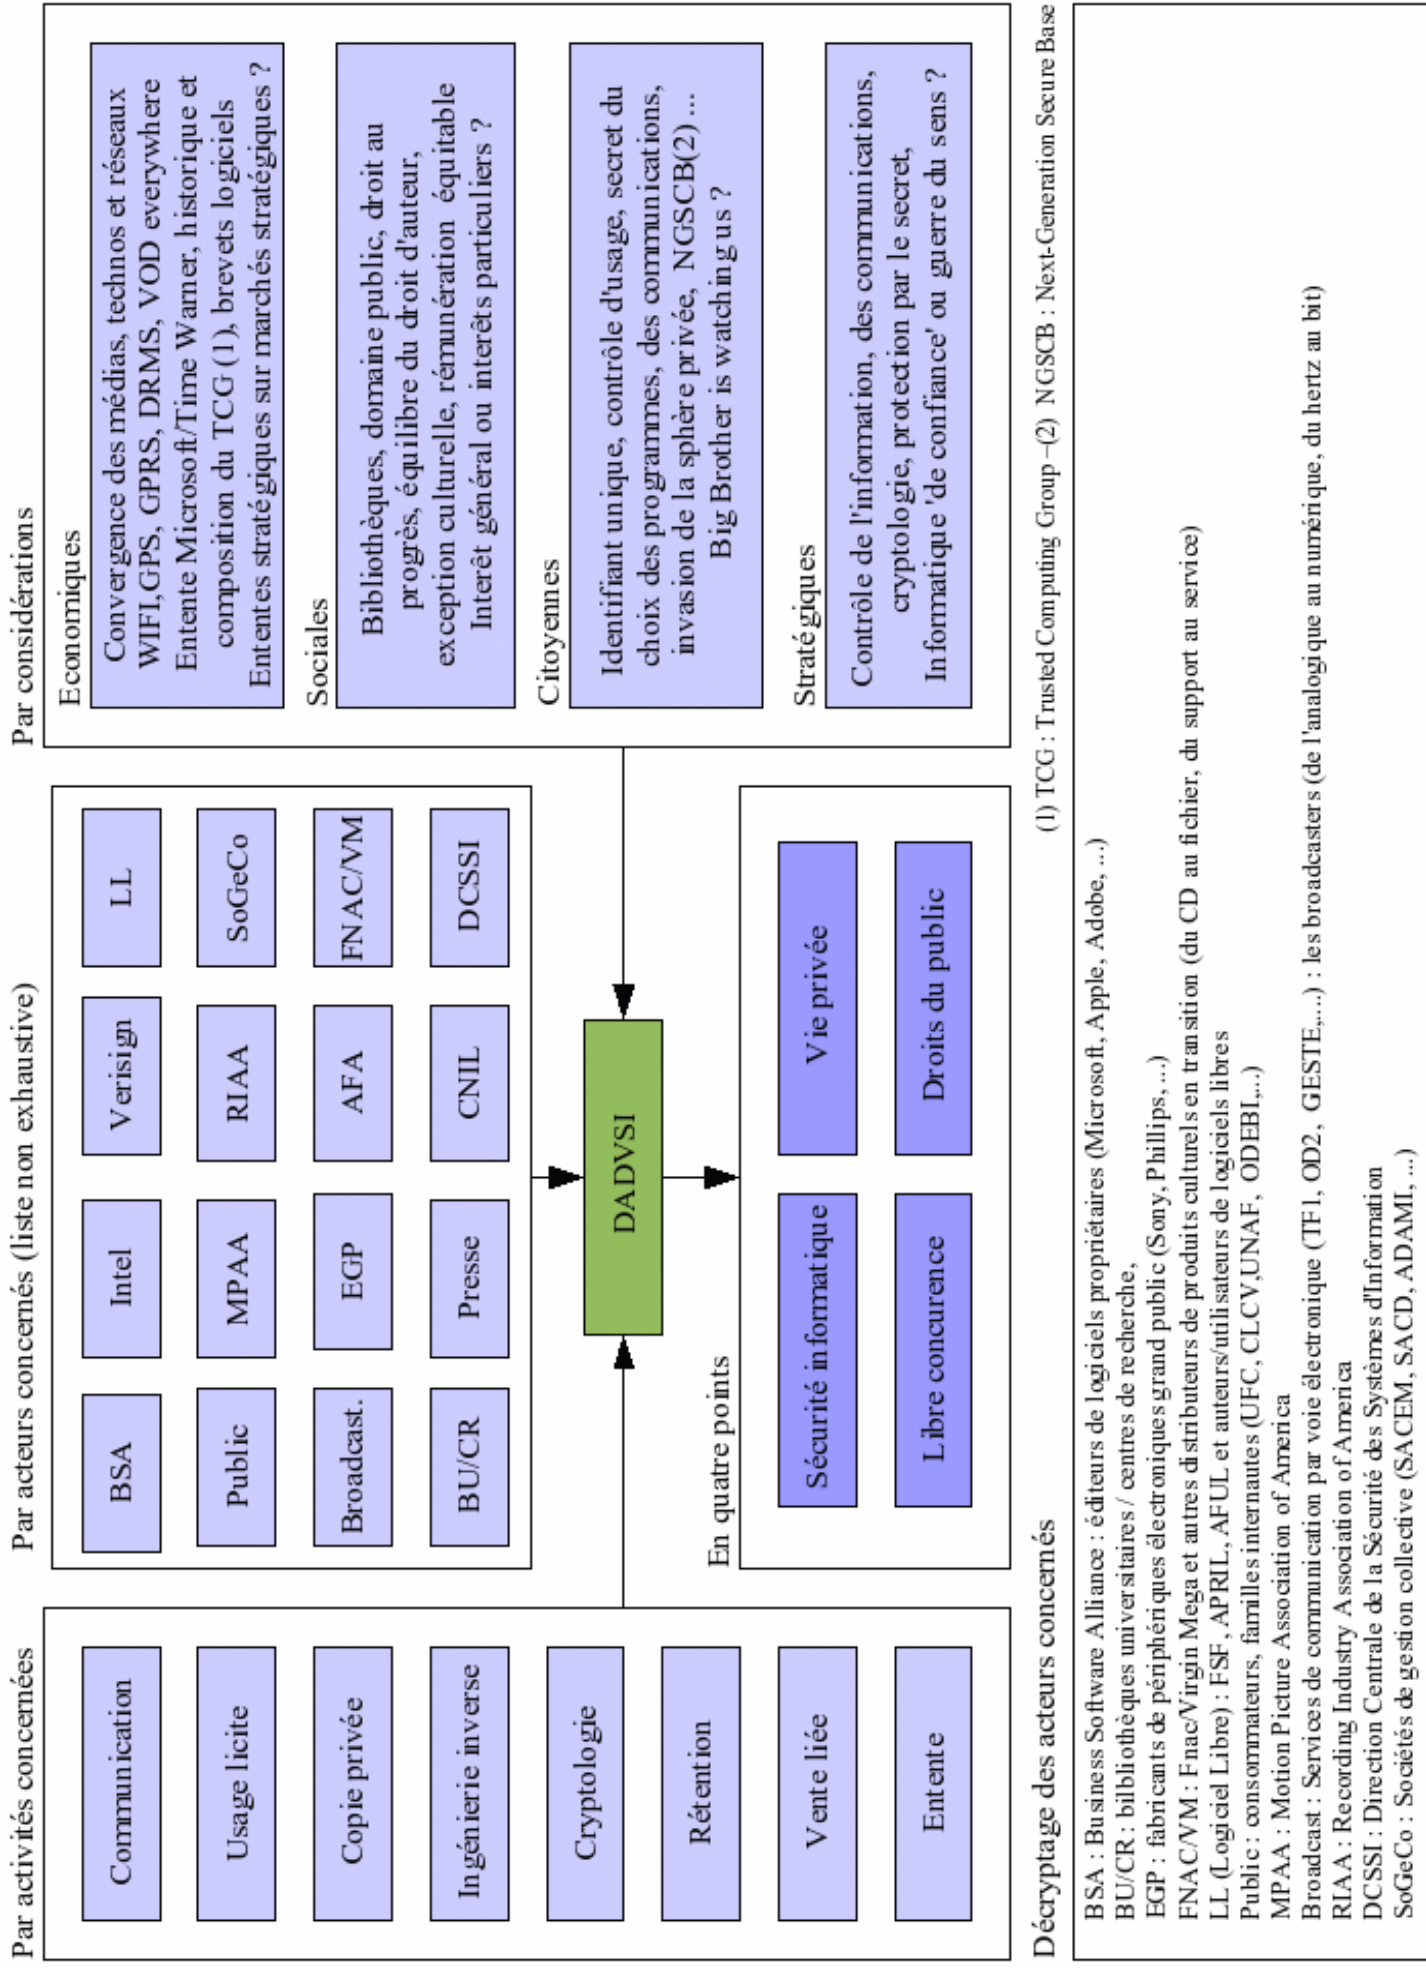 Par activités concernées
Communication
Usage licite
Copie privée
Ingénierie inverse
Cryptologie
Rétention
Vente liée
Entente
Par acteurs concernés (liste non exhaustive)
BSA
Intel
Verisign
LL
Public
MPAA
RIAA
SoGeCo
Broadcast.
EGP
AFA
FNAC/VM
BU/CR
Presse
CNIL
DCSSI
DADVSI
En quatre points
Sécurité informatique
Vie privée
Libre concurence
Droits du public
Par considérations
Economiques
Convergence des médias, technos et réseaux
WIFI,GPS, GPRS, DRMS, VOD everywhere
Entente Microsoft/Time Warner, historique et
composition du TCG (1), brevets logiciels
Ententes stratégiques sur marchés stratégiques ?
Sociales
Bibliothèques, domaine public, droit au
progrès, équilibre du droit d'auteur,
exception culturelle, rémunération équitable
Interêt général ou interêts particuliers ?
Citoyennes
Identifiant unique, contrôle d'usage, secret du
choix des programmes, des communications,
invasion de la sphère privée, NGSCB(2) ...
Big Brother is watching us ?
Stratégiques
Contrôle de l'information, des communications,
cryptologie, protection par le secret,
Informatique 'de confiance' ou guerre du sens ?
(1) TCG : Trusted Computing Group –(2) NGSCB : Next-Generation Secure Base
Décryptage des acteurs concernés
BSA : Business Software Alliance : éditeurs de logiciels propriétaires (Microsoft, Apple, Adobe, ...)
BU/CR : bilbliothèques universitaires / centres de recherche,
EGP : fabricants de périphériques électroniques grand public (Sony, Phillips, ...)
FNAC/VM : Fnac/Virgin Mega et autres distributeurs de produits culturels en transition (du CD au fichier, du support au service)
LL (Logiciel Libre) : FSF, APRIL, AFUL et auteurs/utilisateurs de logiciels libres
Public : consommateurs, familles internautes (UFC, CLCV,UNAF, ODEBI,...)
MPAA : Motion Picture Association of America
Broadcast : Services de communication par voie électronique (TF1, OD2, GESTE,...) : les broadcasters (de l'analogique au numérique, du hertz au bit)
RIAA : Recording Industry Association of America
DCSSI : Direction Centrale de la Sécurité des Systèmes d'Information
SoGeCo : Sociétés de gestion collective (SACEM, SACD, ADAMI, ...)